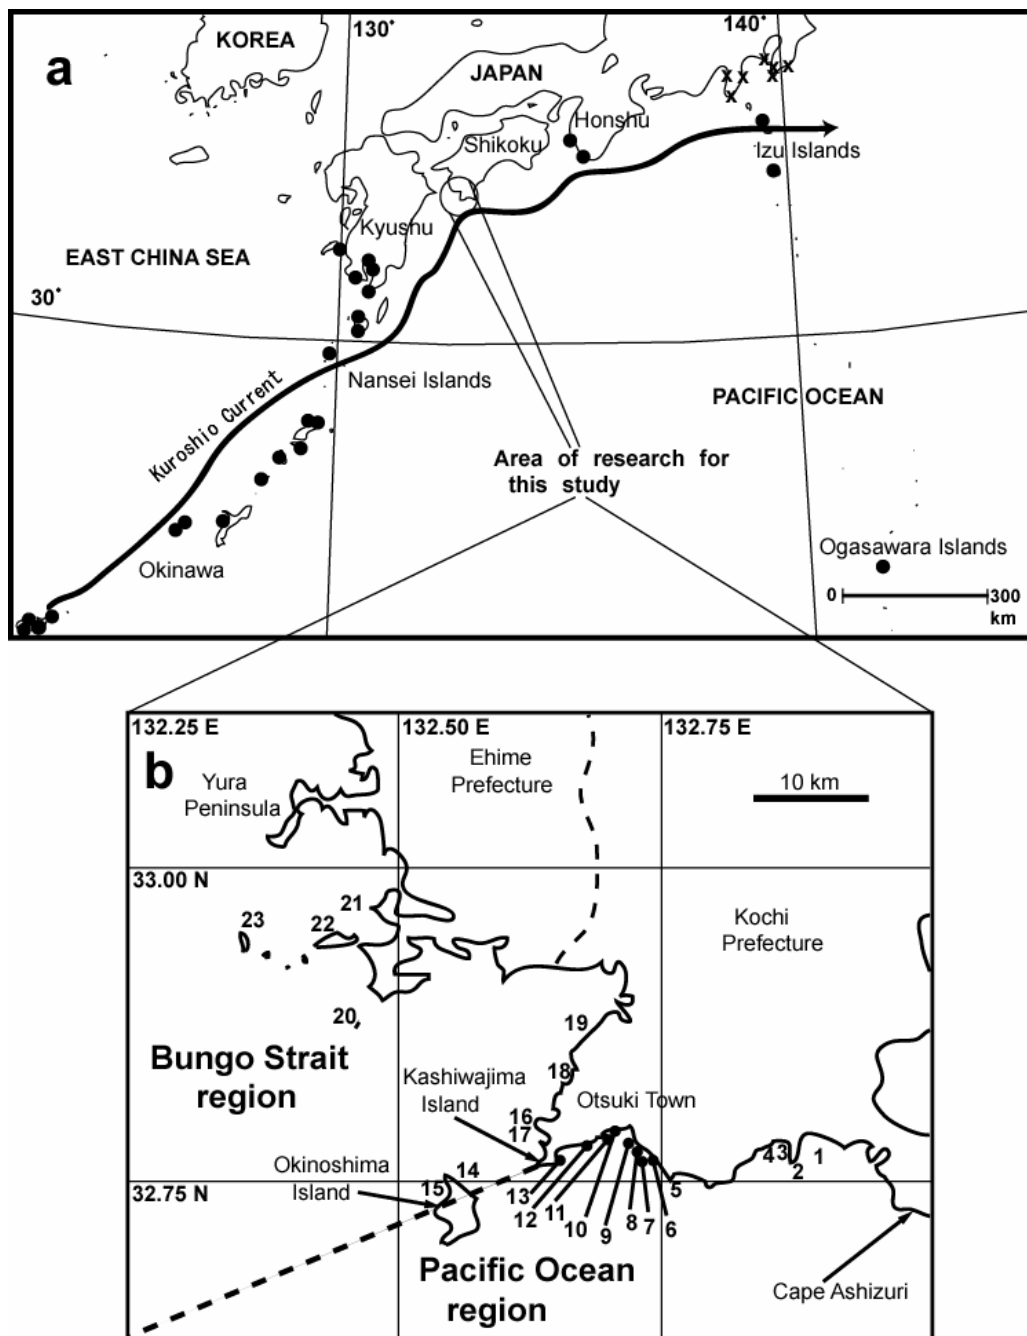 a
KOREA
130°
140°
JAPAN
Honshu
Shikoku
Izu Islands
Kyushu
EAST CHINA SEA
30°
Nansei Islands
PACIFIC OCEAN
Kuroshio Current
Area of research for
this study
Okinawa
Ogasawara Islands
0
300
km
132.25 E
132.50 E
132.75 E
b
Yura
Peninsula
Ehime
Prefecture
10 km
33.00 N
21
23
22
Kochi
Prefecture
20
19
Bungo Strait
region
18
Kashiwajima
Island
Otsuki Town
16
17
4
3
2
1
Okinoshima
Island
14
15
32.75 N
13
12
11
10
9
8
7
6
5
Pacific Ocean
region
Cape Ashizuri